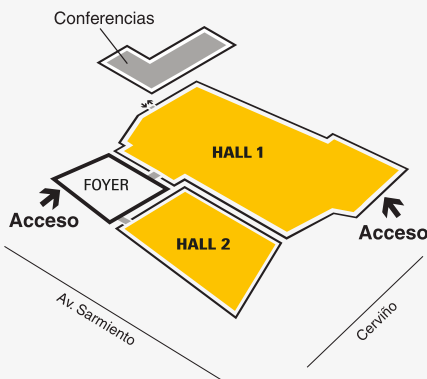 Conferencias
HALL 1
FOYER
Acceso
HALL 2
Acceso
Av. Sarmiento
Cerviño